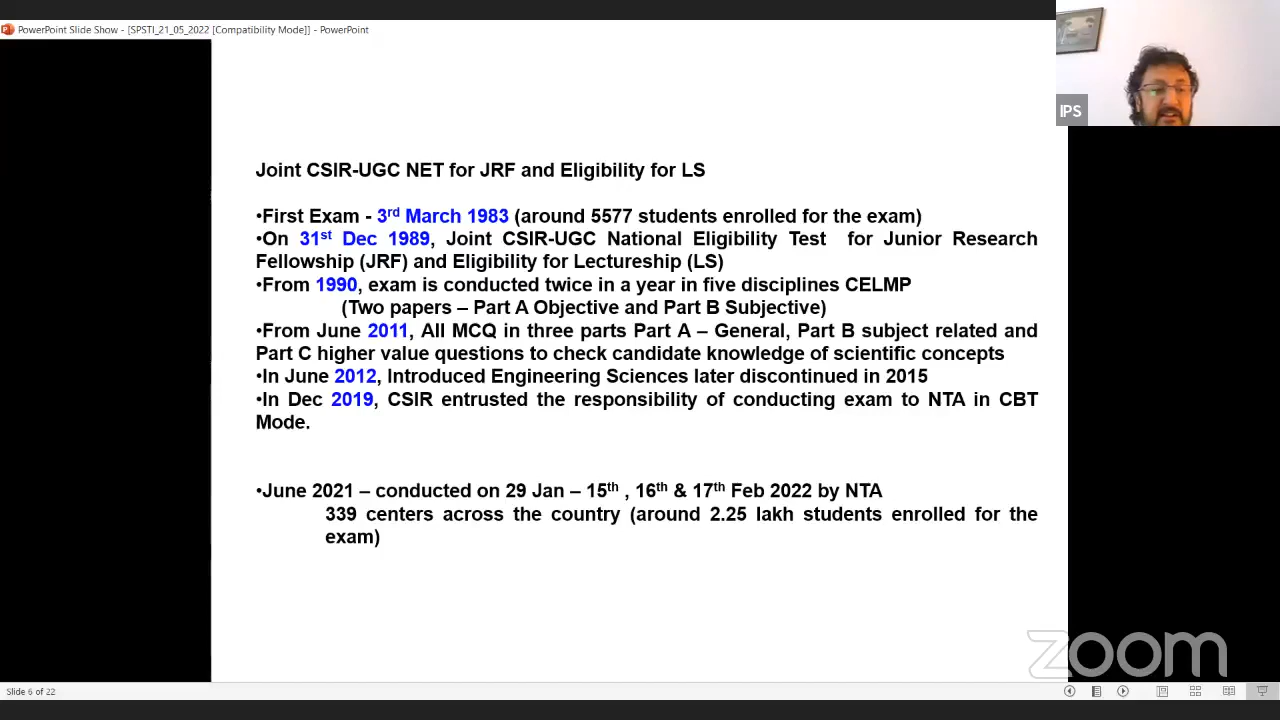 PowerPoint Slide Show - [SPSTI_21_05_2022 [Compatibility Mode]] - PowerPoint
IPS
Joint CSIR-UGC NET for JRF and Eligibility for LS
•First Exam - 3rd March 1983 (around 5577 students enrolled for the exam)
•On 31st Dec 1989, Joint CSIR-UGC National Eligibility Test for Junior Research
Fellowship (JRF) and Eligibility for Lectureship (LS)
•From 1990, exam is conducted twice in a year in five disciplines CELMP
(Two papers – Part A Objective and Part B Subjective)
•From June 2011, All MCQ in three parts Part A – General, Part B subject related and
Part C higher value questions to check candidate knowledge of scientific concepts
•In June 2012, Introduced Engineering Sciences later discontinued in 2015
•In Dec 2019, CSIR entrusted the responsibility of conducting exam to NTA in CBT
Mode.
•June 2021 – conducted on 29 Jan – 15th , 16th & 17th Feb 2022 by NTA
339 centers across the country (around 2.25 lakh students enrolled for the
exam)
zoom
Slide 6 of 22